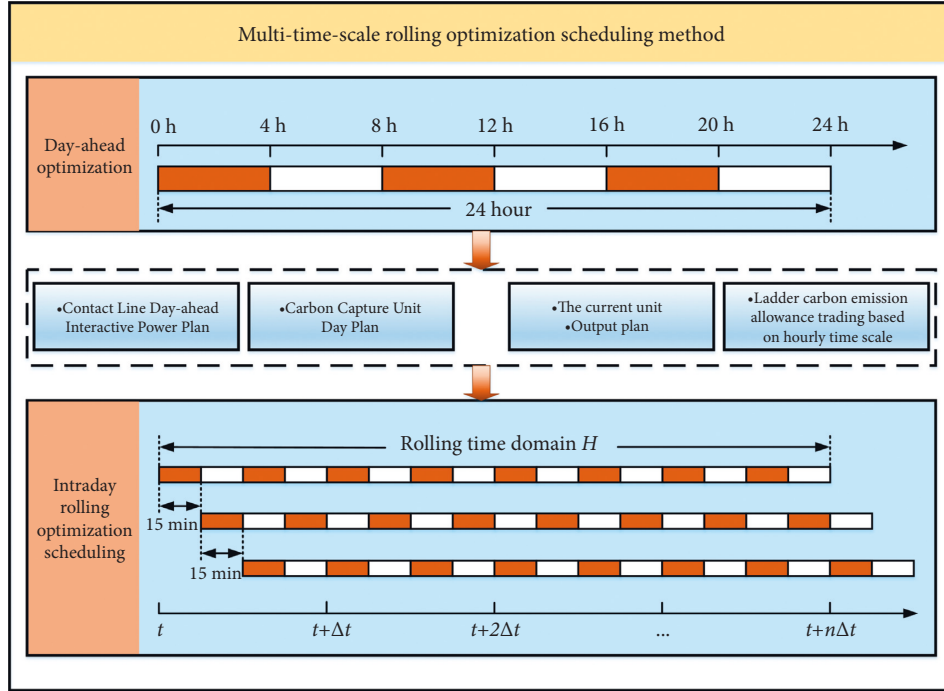 Multi-time-scale rolling optimization scheduling method
Day-ahead
optimization
0 h
4 h
8 h
12 h
16 h
20 h
24 h
24 hour
•Contact Line Day-ahead
Interactive Power Plan
•Carbon Capture Unit
Day Plan
•The current unit
•Output plan
•Ladder carbon emission
allowance trading based
on hourly time scale
Intraday
rolling
optimization
scheduling
Rolling time domain H
15 min
15 min
t
t+Δt
t+2Δt
...
t+nΔt